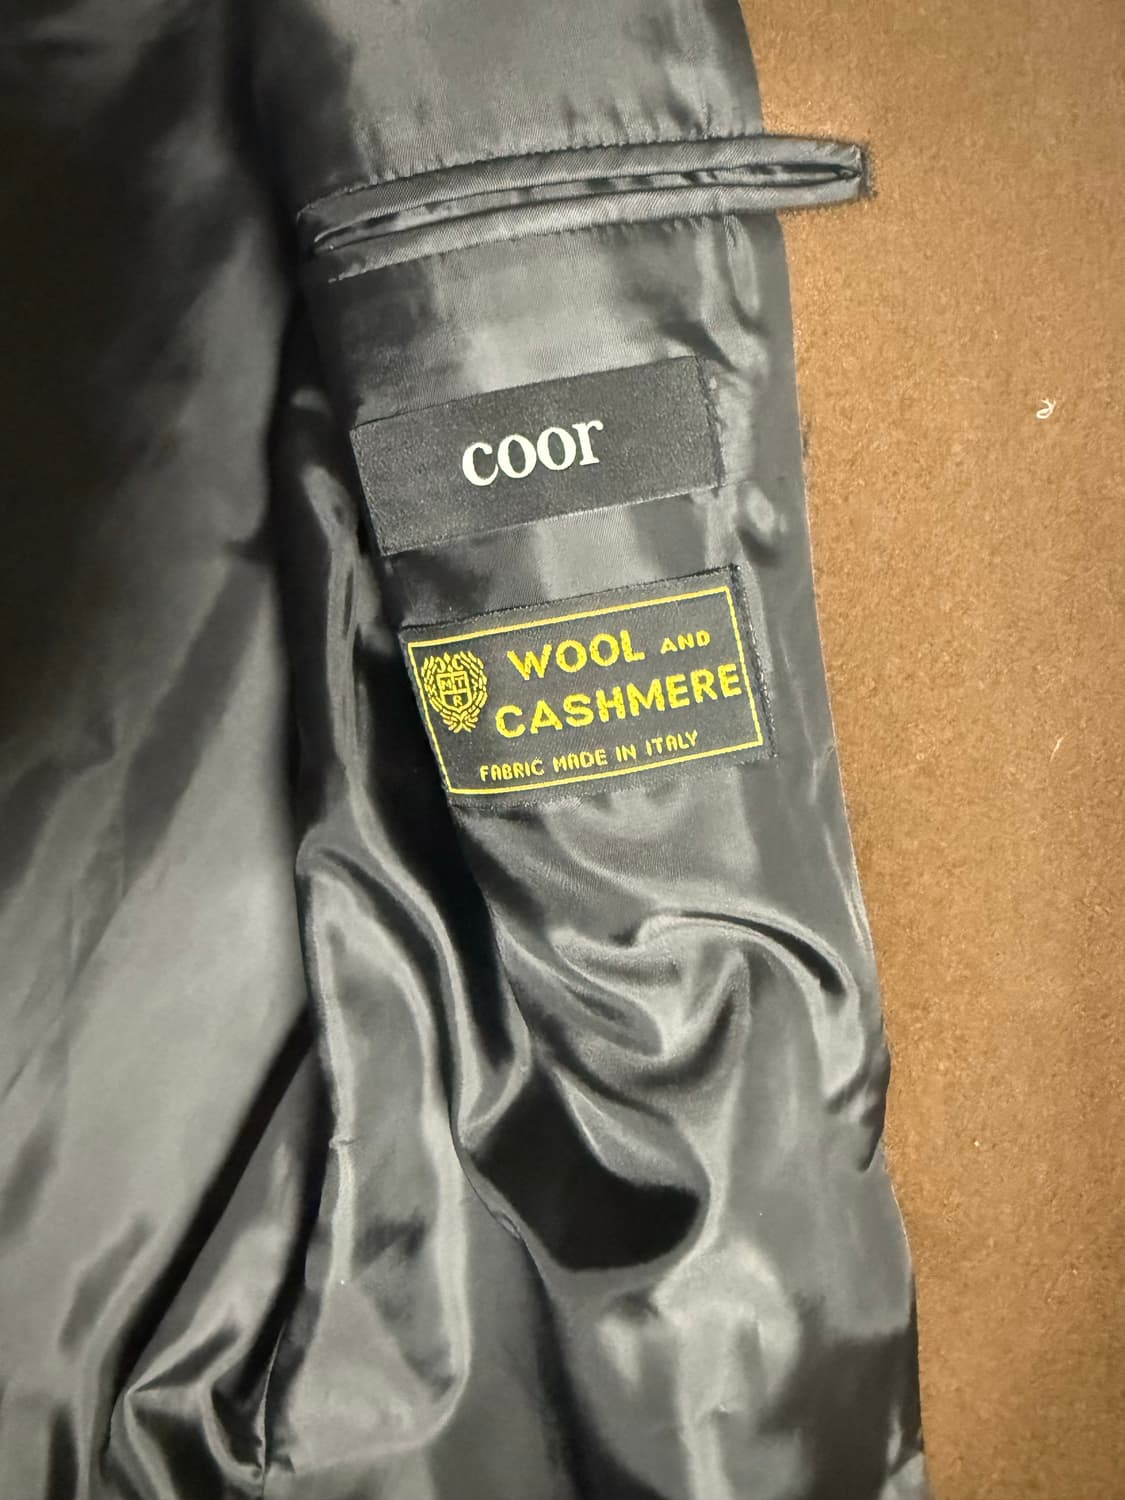 coor
WOOL AND
CASHMERE
FABRIC MADE IN ITALY